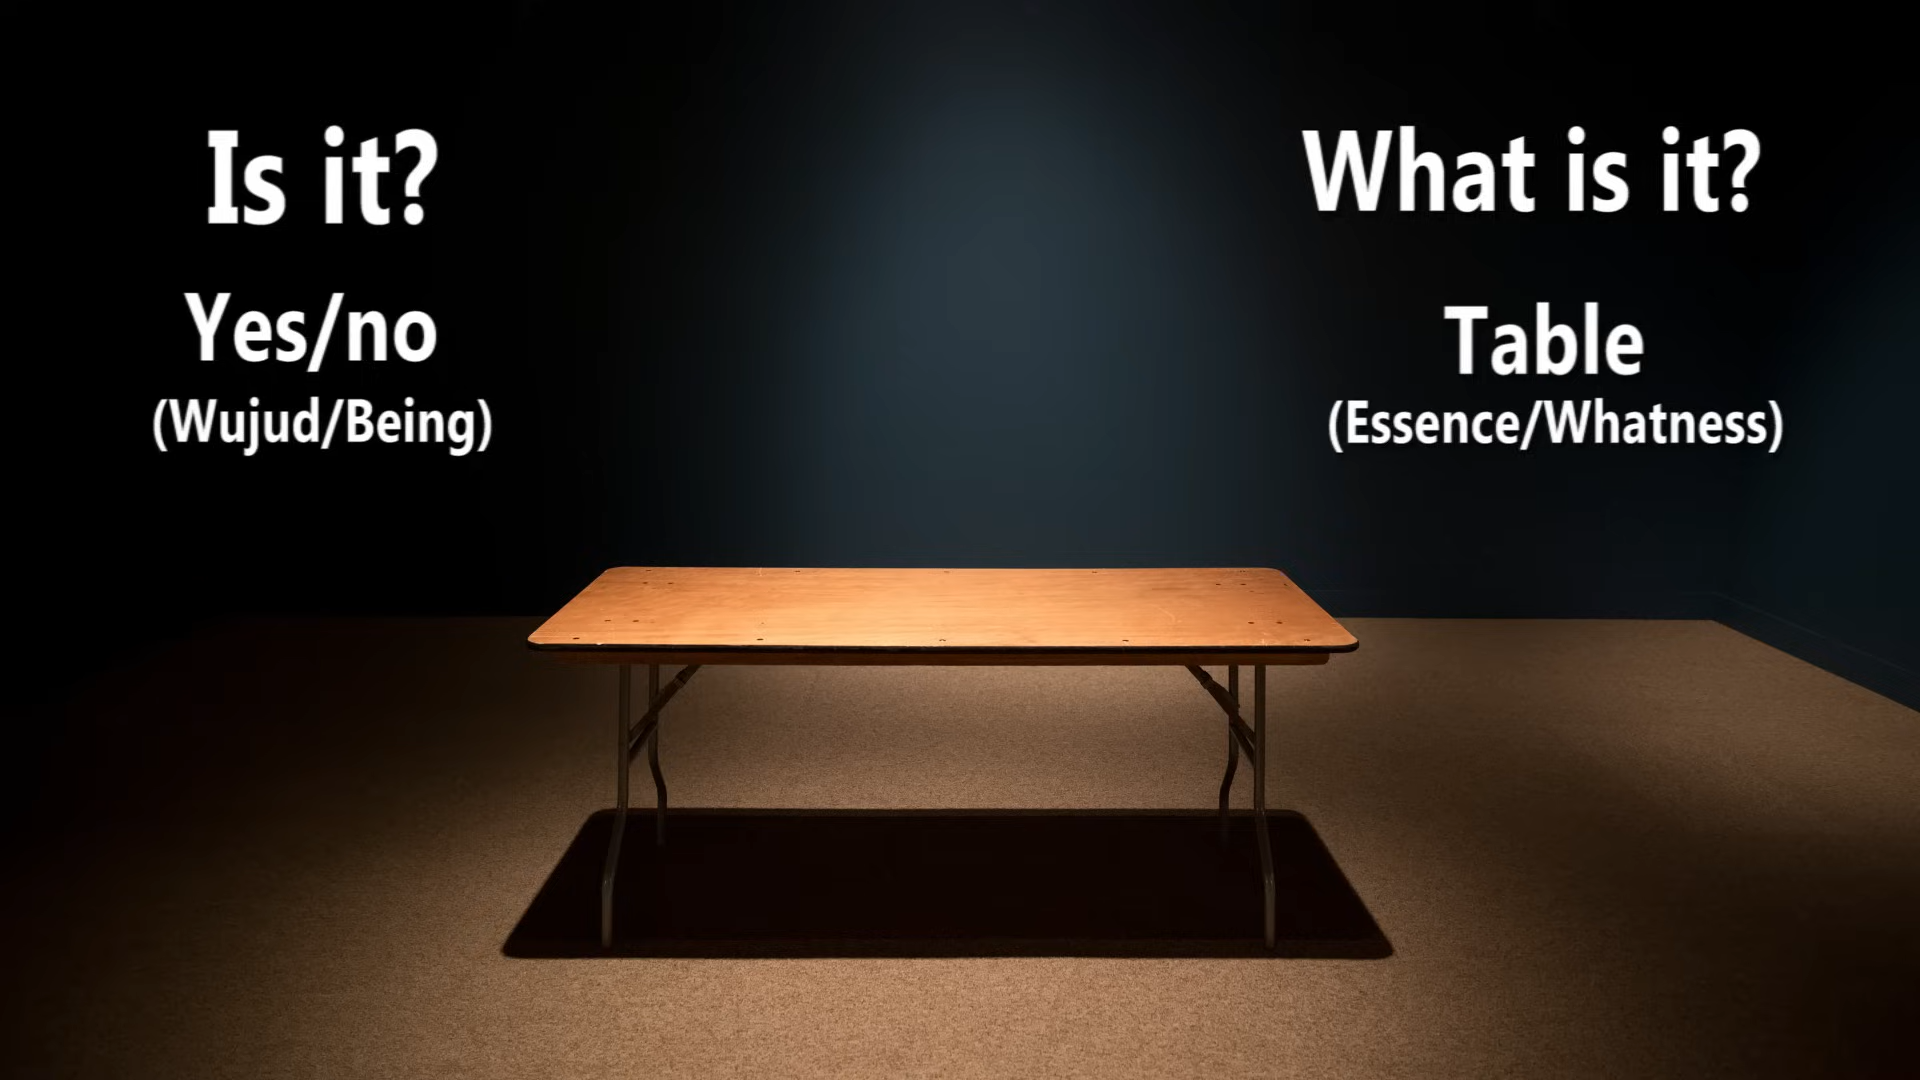 Is it?
Yes/no
(Wujud/Being)
What is it?
Table
(Essence/Whatness)